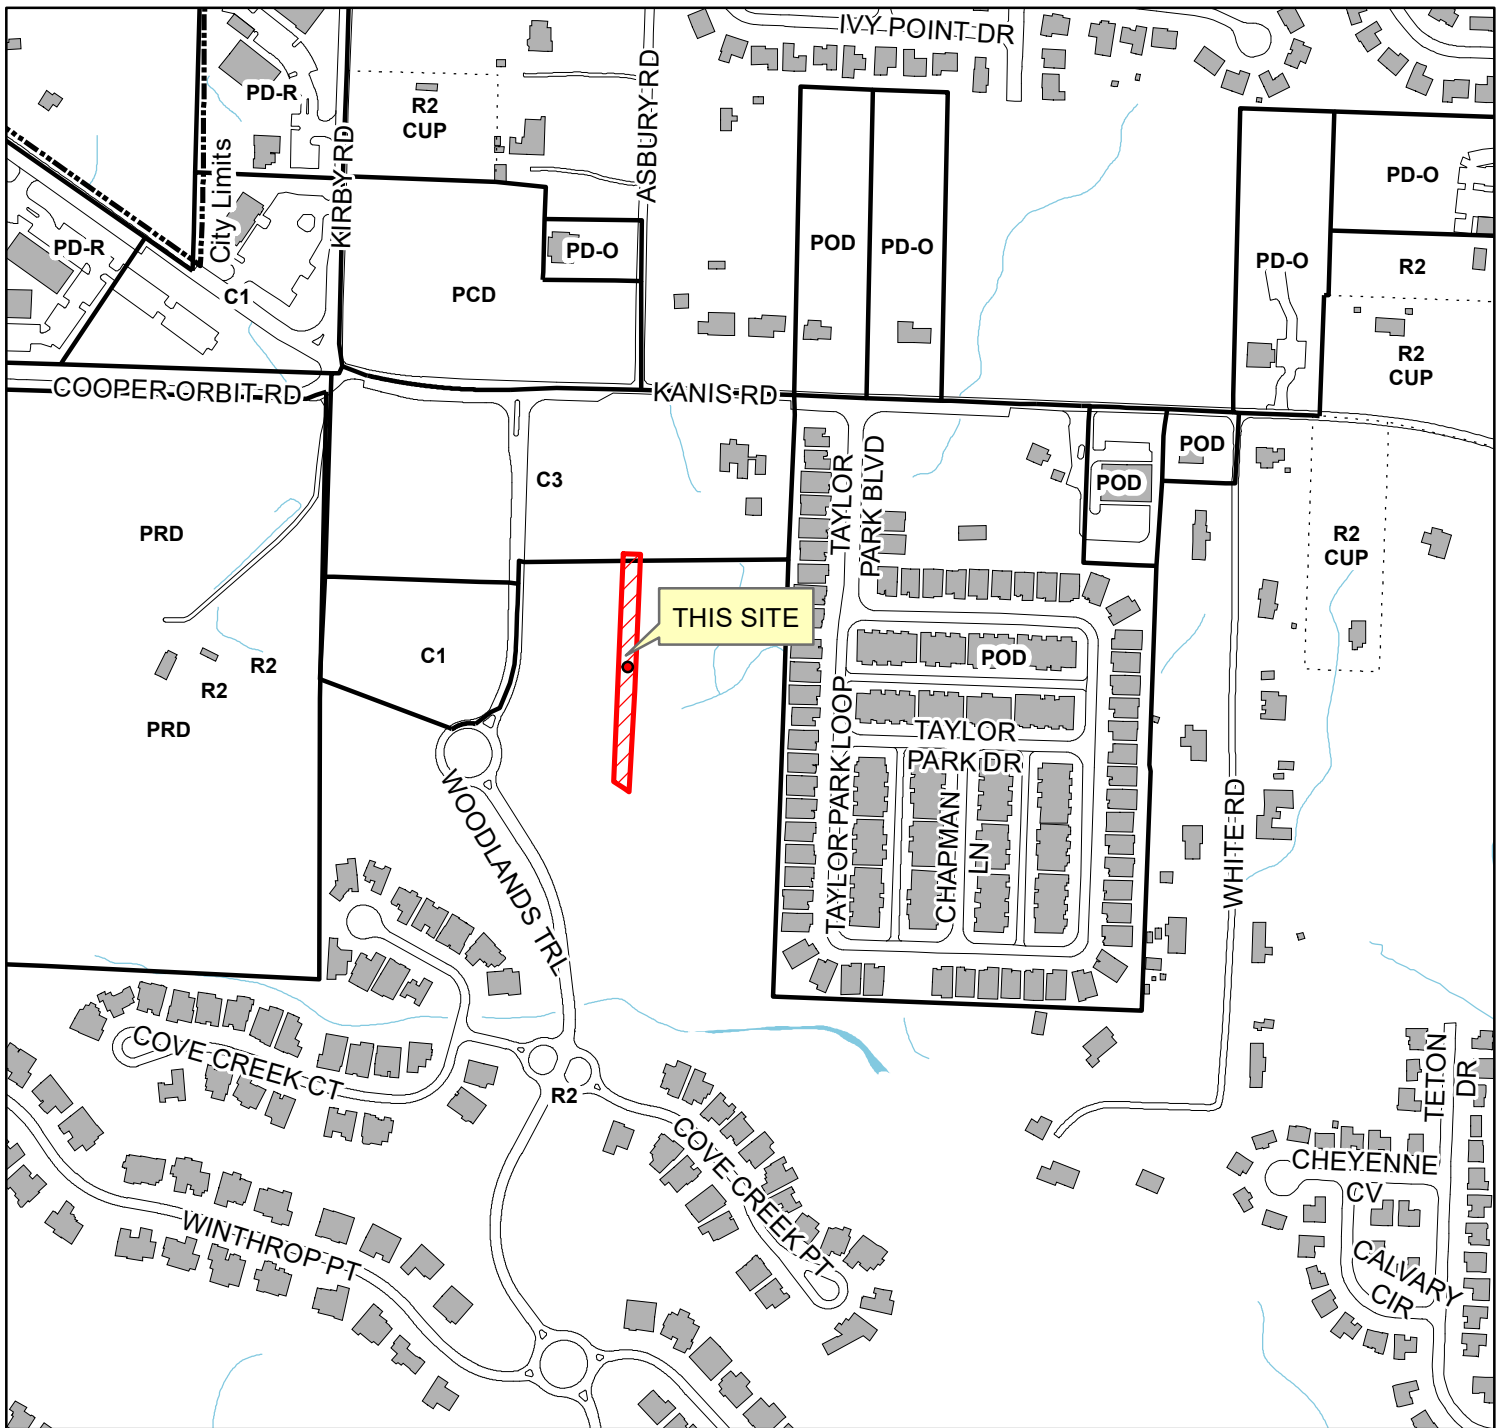 IVY POINT DR
PD-R
R2
CUP
ASBURY RD
KIRBY RD
City Limits
PD-R
C1
PCD
PD-O
POD
PD-O
PD-O
PD-O
R2
R2
CUP
COOPER ORBIT RD
KANIS RD
C3
TAYLOR
PARK BLVD
POD
POD
R2
CUP
PRD
THIS SITE
C1
R2
R2
PRD
POD
TAYLOR PARK LOOP
TAYLOR
PARK DR
CHAPMAN
LN
WHITE RD
WOODLANDS TRL
COVE CREEK CT
R2
COVE CREEK PT
WINTHROP PT
TETON
DR
CHEYENNE
CV
CALVARY
CIR